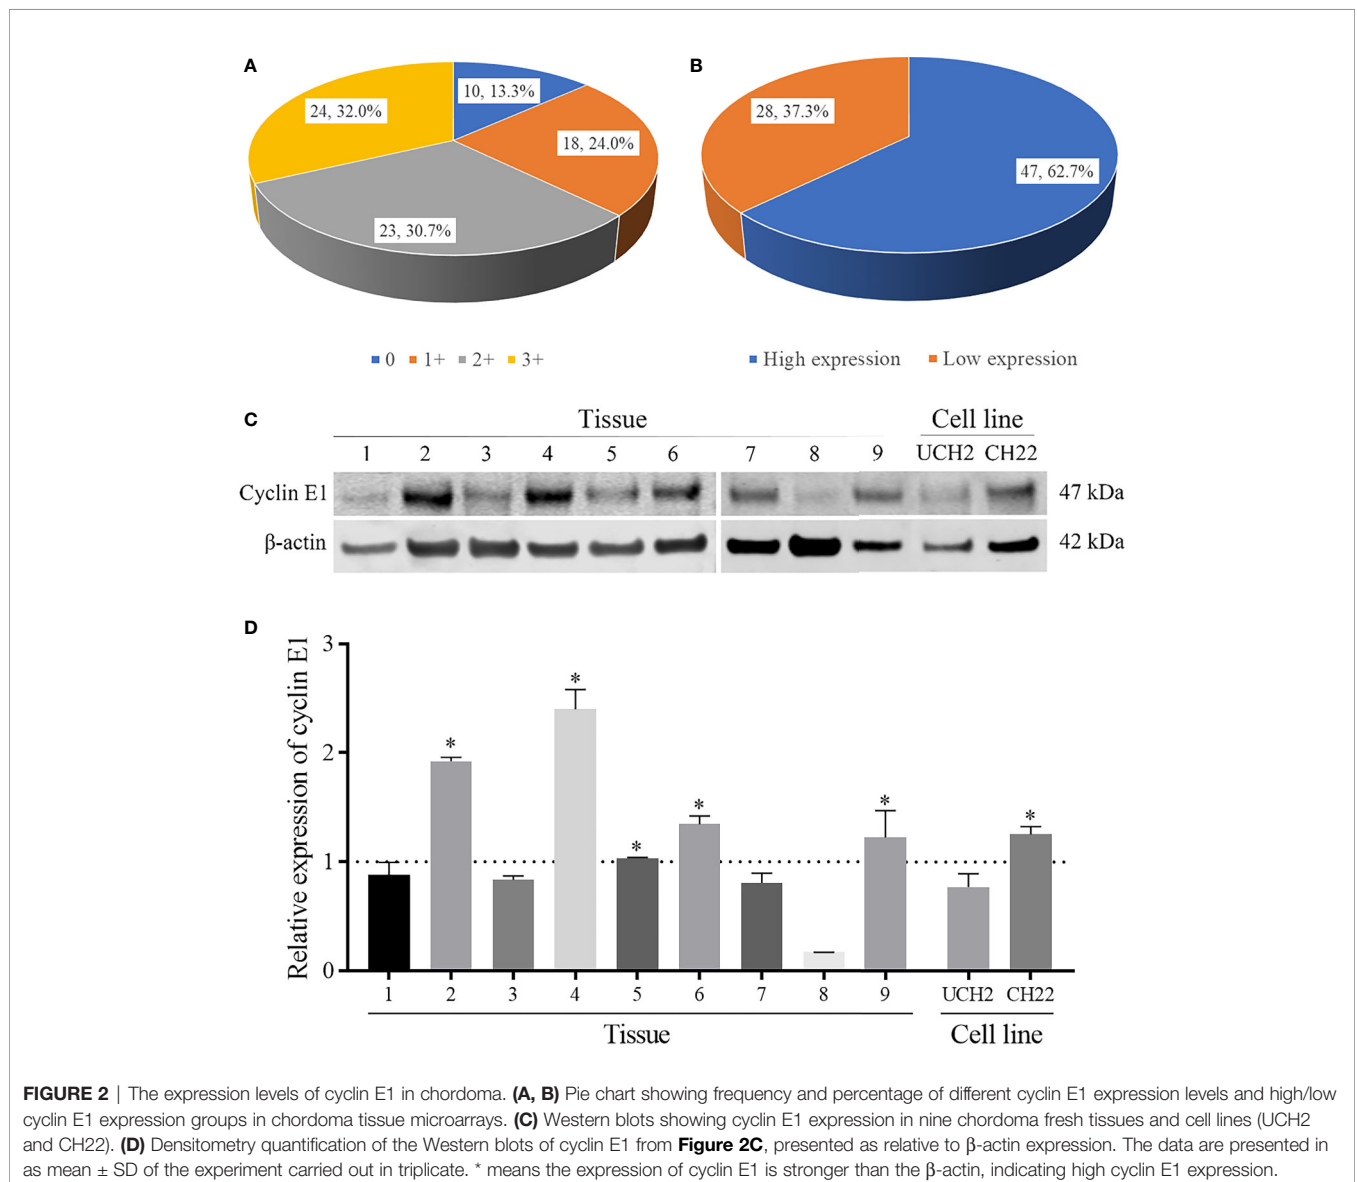 A
10, 13.3%
24, 32.0%
18, 24.0%
23, 30.7%
0 1+ 2+ 3+
B
28, 37.3%
47, 62.7%
High expression Low expression
C
Tissue Cell line
1 2 3 4 5 6 7 8 9 UCH2 CH22
Cyclin E1 47 kDa
β-actin 42 kDa
D
Relative expression of cyclin E1
3
2
1
0
* * * * * *
1 2 3 4 5 6 7 8 9 UCH2 CH22
Tissue Cell line
FIGURE 2 | The expression levels of cyclin E1 in chordoma. (A, B) Pie chart showing frequency and percentage of different cyclin E1 expression levels and high/low
cyclin E1 expression groups in chordoma tissue microarrays. (C) Western blots showing cyclin E1 expression in nine chordoma fresh tissues and cell lines (UCH2
and CH22). (D) Densitometry quantification of the Western blots of cyclin E1 from Figure 2C, presented as relative to β-actin expression. The data are presented in
as mean ± SD of the experiment carried out in triplicate. * means the expression of cyclin E1 is stronger than the β-actin, indicating high cyclin E1 expression.